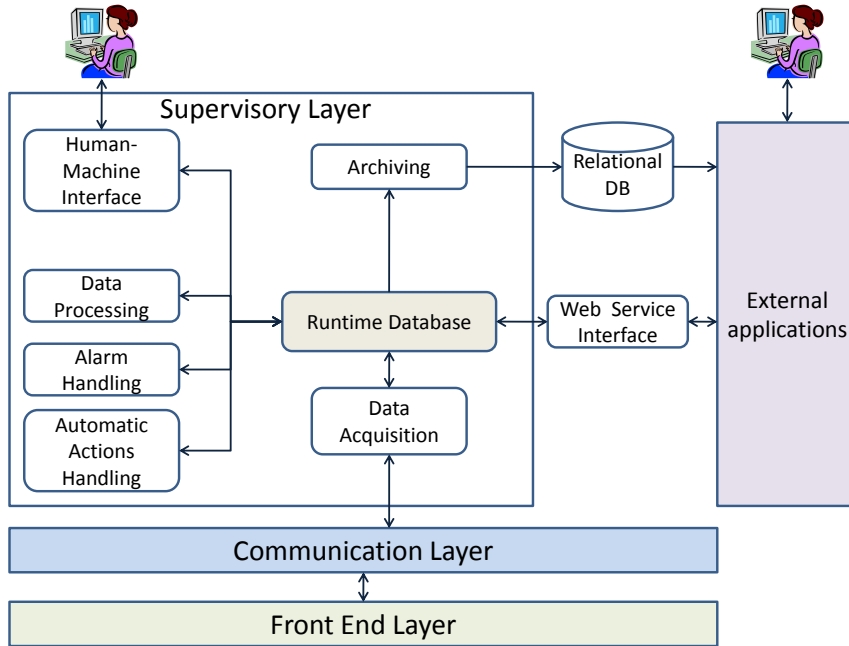 Supervisory Layer
Human-
Machine
Interface
Archiving
Relational
DB
Data
Processing
Runtime Database
Web Service
Interface
External
applications
Alarm
Handling
Data
Acquisition
Automatic
Actions
Handling
Communication Layer
Front End Layer